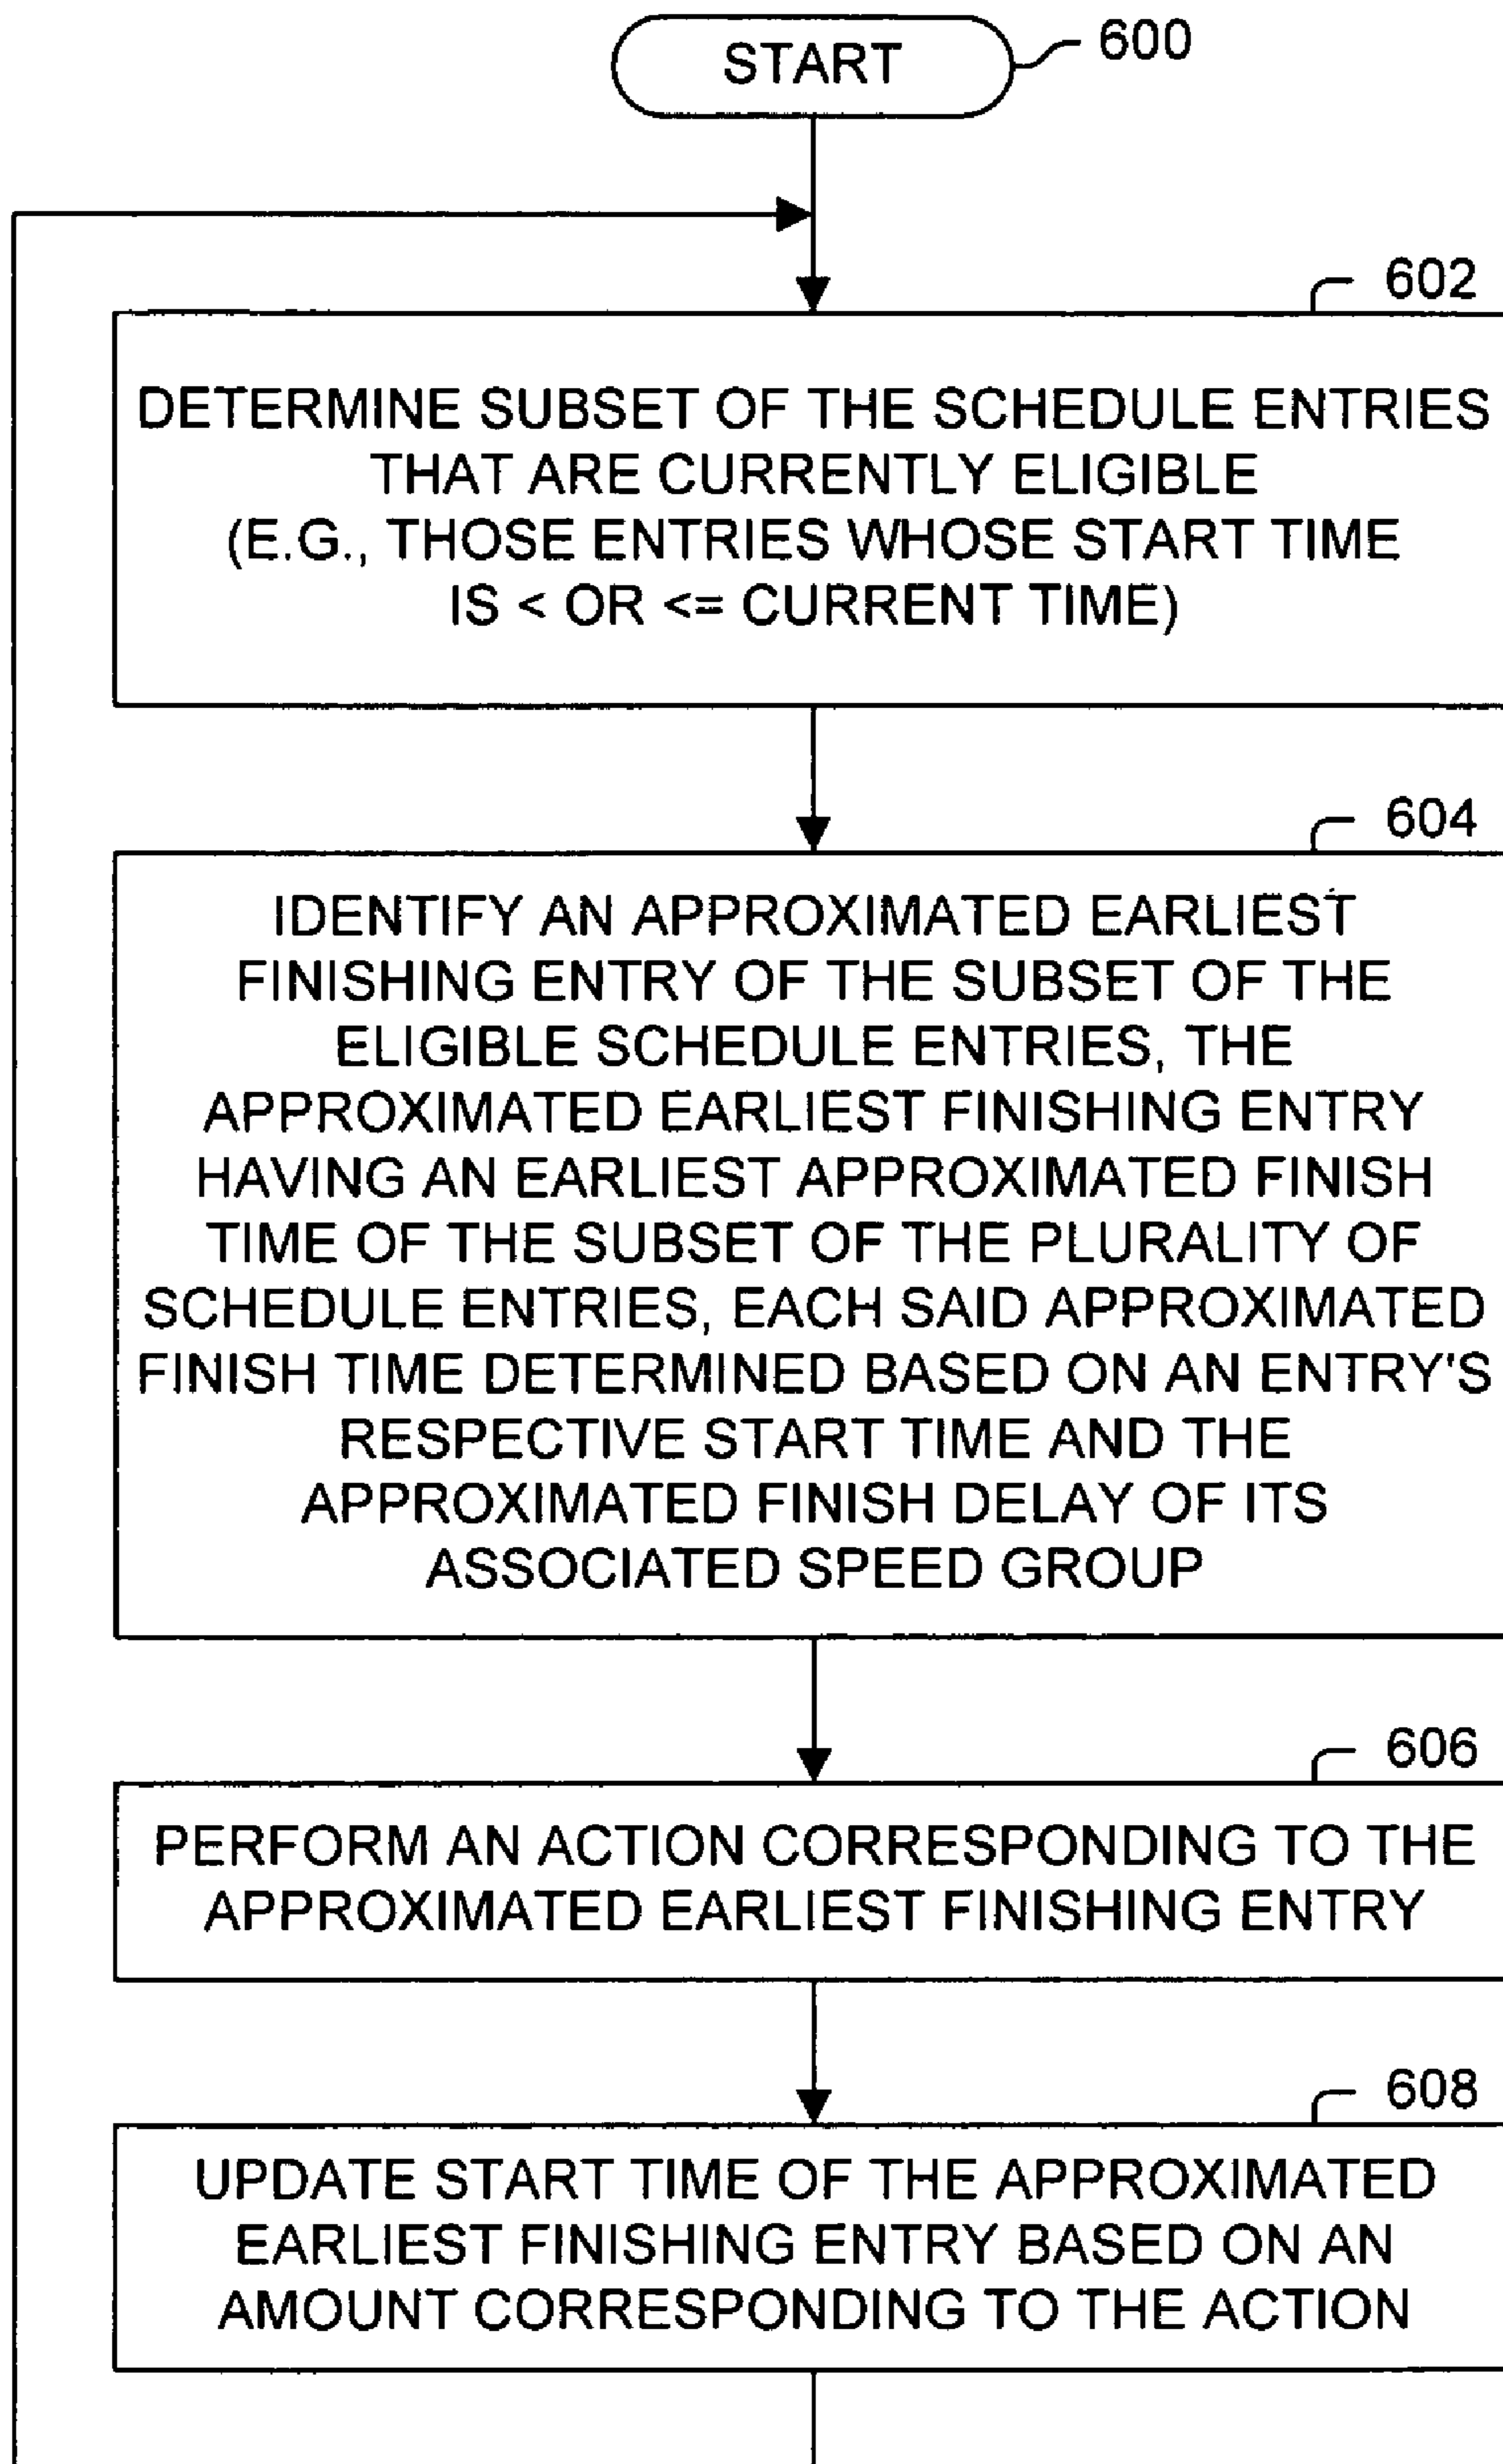 START
600
602
DETERMINE SUBSET OF THE SCHEDULE ENTRIES
THAT ARE CURRENTLY ELIGIBLE
(E.G., THOSE ENTRIES WHOSE START TIME
IS < OR <= CURRENT TIME)
604
IDENTIFY AN APPROXIMATED EARLIEST
FINISHING ENTRY OF THE SUBSET OF THE
ELIGIBLE SCHEDULE ENTRIES, THE
APPROXIMATED EARLIEST FINISHING ENTRY
HAVING AN EARLIEST APPROXIMATED FINISH
TIME OF THE SUBSET OF THE PLURALITY OF
SCHEDULE ENTRIES, EACH SAID APPROXIMATED
FINISH TIME DETERMINED BASED ON AN ENTRY'S
RESPECTIVE START TIME AND THE
APPROXIMATED FINISH DELAY OF ITS
ASSOCIATED SPEED GROUP
606
PERFORM AN ACTION CORRESPONDING TO THE
APPROXIMATED EARLIEST FINISHING ENTRY
608
UPDATE START TIME OF THE APPROXIMATED
EARLIEST FINISHING ENTRY BASED ON AN
AMOUNT CORRESPONDING TO THE ACTION